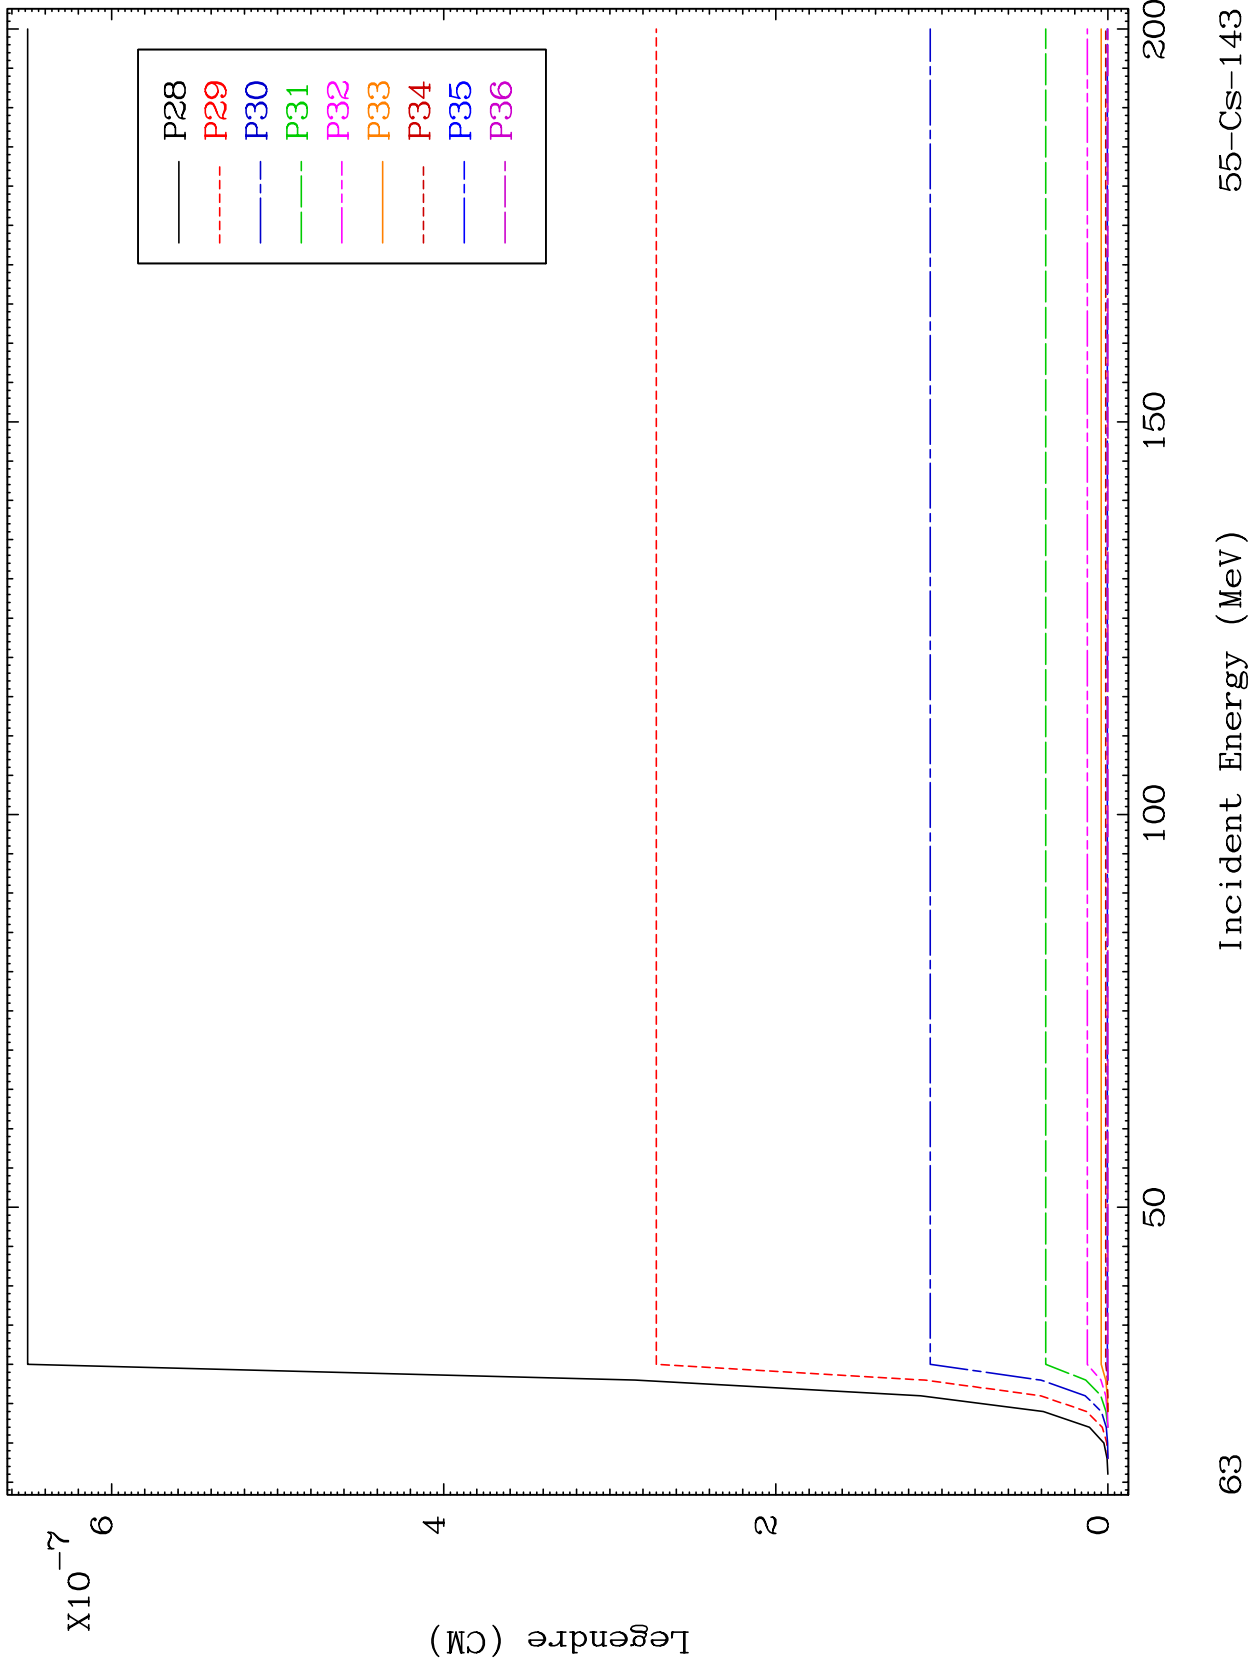 X10-7
6
4
2
0
Legendre (CM)
P28
P29
P30
P31
P32
P33
P34
P35
P36
50
100
150
200
Incident Energy (MeV)
63
55-Cs-143